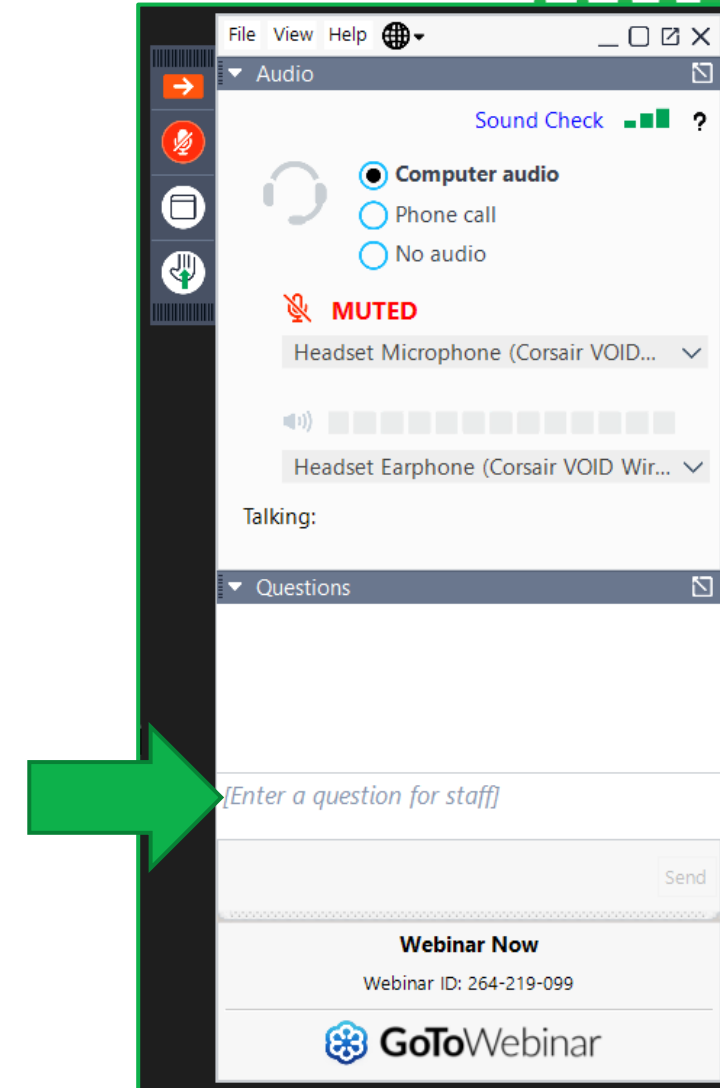 File View Help
Audio
Sound Check ?
Computer audio
Phone call
No audio
MUTED
Headset Microphone (Corsair VOID...
Headset Earphone (Corsair VOID Wir...
Talking:
Questions
[Enter a question for staff]
Send
Webinar Now
Webinar ID: 264-219-099
GoToWebinar